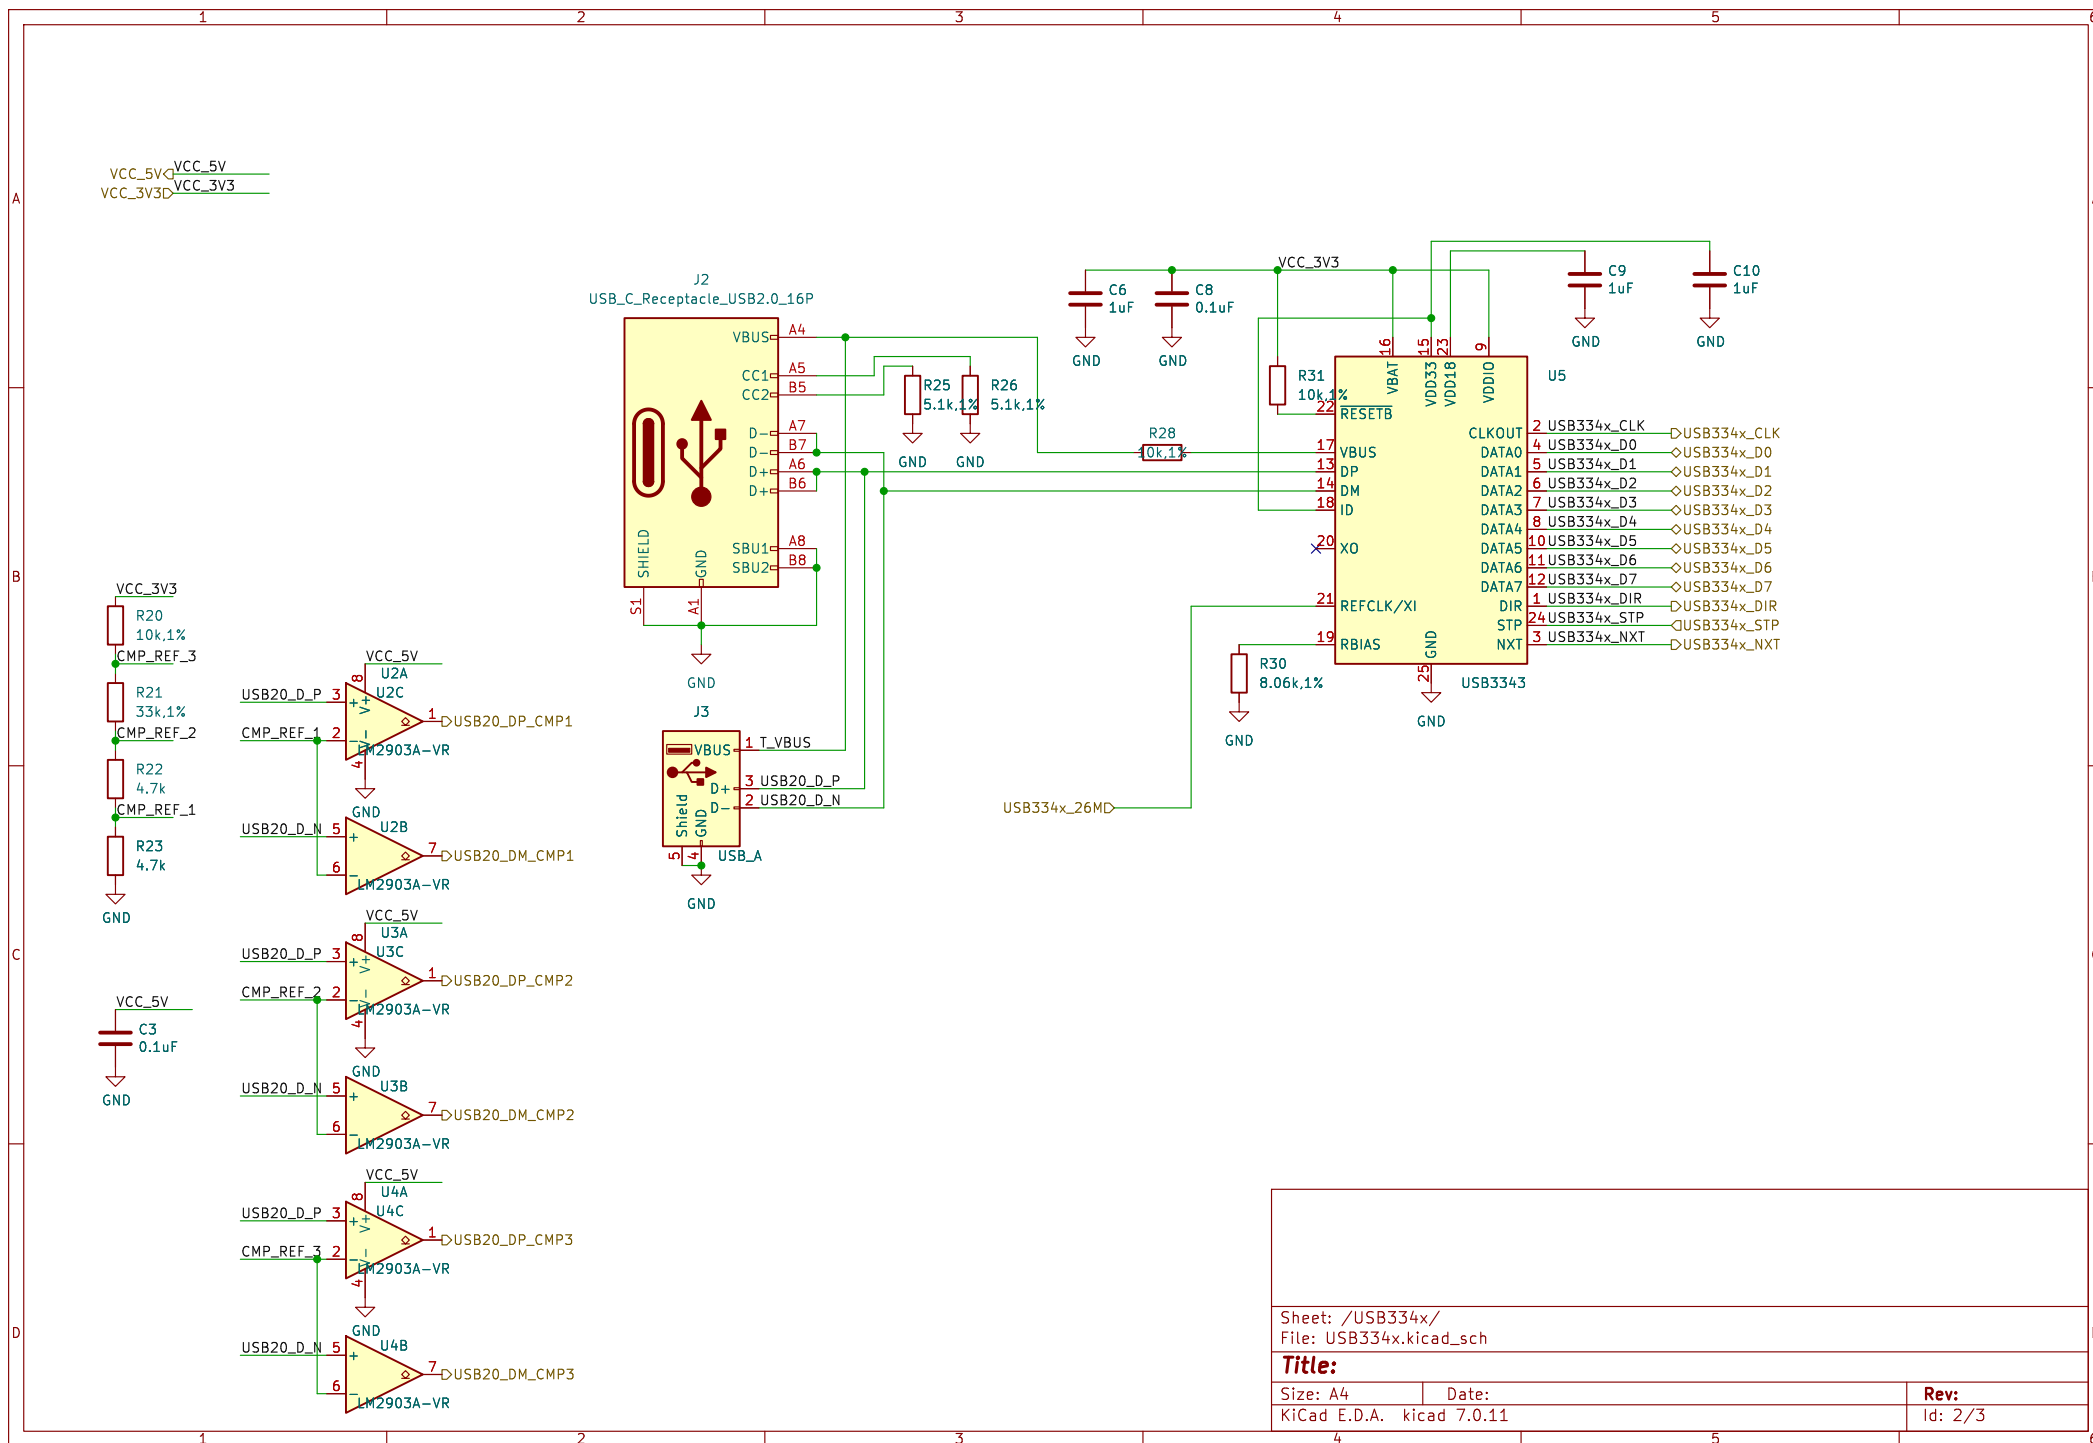 1 2 3 4 5 6
A
B
C
D
VCC_5V VCC_5V
VCC_3V3 VCC_3V3
VCC_3V3
R20
10k,1%
CMP_REF_3
R21
33k,1%
CMP_REF_2
R22
4.7k
CMP_REF_1
R23
4.7k
GND
VCC_5V
C3
0.1uF
GND
VCC_5V
8
U2A
U2C
USB20_D_P 3 + V+ 1 USB20_DP_CMP1
CMP_REF_1 2 − V- LM2903A-VR
4
GND
U2B
USB20_D_N 5 + 7 USB20_DM_CMP1
6 − LM2903A-VR
VCC_5V
8
U3A
U3C
USB20_D_P 3 + V+ 1 USB20_DP_CMP2
CMP_REF_2 2 − V- LM2903A-VR
4
GND
U3B
USB20_D_N 5 + 7 USB20_DM_CMP2
6 − LM2903A-VR
VCC_5V
8
U4A
U4C
USB20_D_P 3 + V+ 1 USB20_DP_CMP3
CMP_REF_3 2 − V- LM2903A-VR
4
GND
U4B
USB20_D_N 5 + 7 USB20_DM_CMP3
6 − LM2903A-VR
J2
USB_C_Receptacle_USB2.0_16P
VBUS A4
CC1 A5
CC2 B5
D- A7
D- B7
D+ A6
D+ B6
SBU1 A8
SBU2 B8
SHIELD S1
GND A1
GND
R25
5.1k,1%
GND
R26
5.1k,1%
GND
J3
VBUS 1 T_VBUS
D+ 3 USB20_D_P
D- 2 USB20_D_N
Shield 5
GND 4
USB_A
GND
R28
10k,1%
C6
1uF
GND
C8
0.1uF
GND
VCC_3V3
R31
10k,1%
C9
1uF
GND
C10
1uF
GND
U5
16 VBAT
15 VDD33
23 VDD18
9 VDDIO
22 RESETB
17 VBUS
13 DP
14 DM
18 ID
20 XO
21 REFCLK/XI
19 RBIAS
CLKOUT 2 USB334x_CLK USB334x_CLK
DATA0 4 USB334x_D0 USB334x_D0
DATA1 5 USB334x_D1 USB334x_D1
DATA2 6 USB334x_D2 USB334x_D2
DATA3 7 USB334x_D3 USB334x_D3
DATA4 8 USB334x_D4 USB334x_D4
DATA5 10 USB334x_D5 USB334x_D5
DATA6 11 USB334x_D6 USB334x_D6
DATA7 12 USB334x_D7 USB334x_D7
DIR 1 USB334x_DIR USB334x_DIR
STP 24 USB334x_STP USB334x_STP
NXT 3 USB334x_NXT USB334x_NXT
GND 25
USB3343
GND
R30
8.06k,1%
GND
USB334x_26M
Sheet: /USB334x/
File: USB334x.kicad_sch
Title:
Size: A4 Date: Rev:
KiCad E.D.A. kicad 7.0.11 Id: 2/3
1 2 3 4 5 6